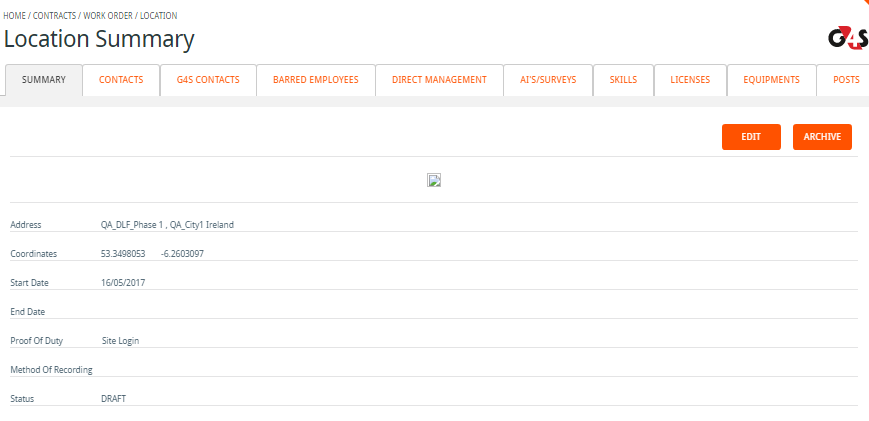 HOME / CONTRACTS / WORK ORDER / LOCATION
Location Summary
G4S
SUMMARY CONTACTS G4S CONTACTS BARRED EMPLOYEES DIRECT MANAGEMENT AI'S/SURVEYS SKILLS LICENSES EQUIPMENTS POSTS
EDIT ARCHIVE
Address QA_DLF_Phase 1 , QA_City1 Ireland
Coordinates 53.3498053 -6.2603097
Start Date 16/05/2017
End Date
Proof Of Duty Site Login
Method Of Recording
Status DRAFT